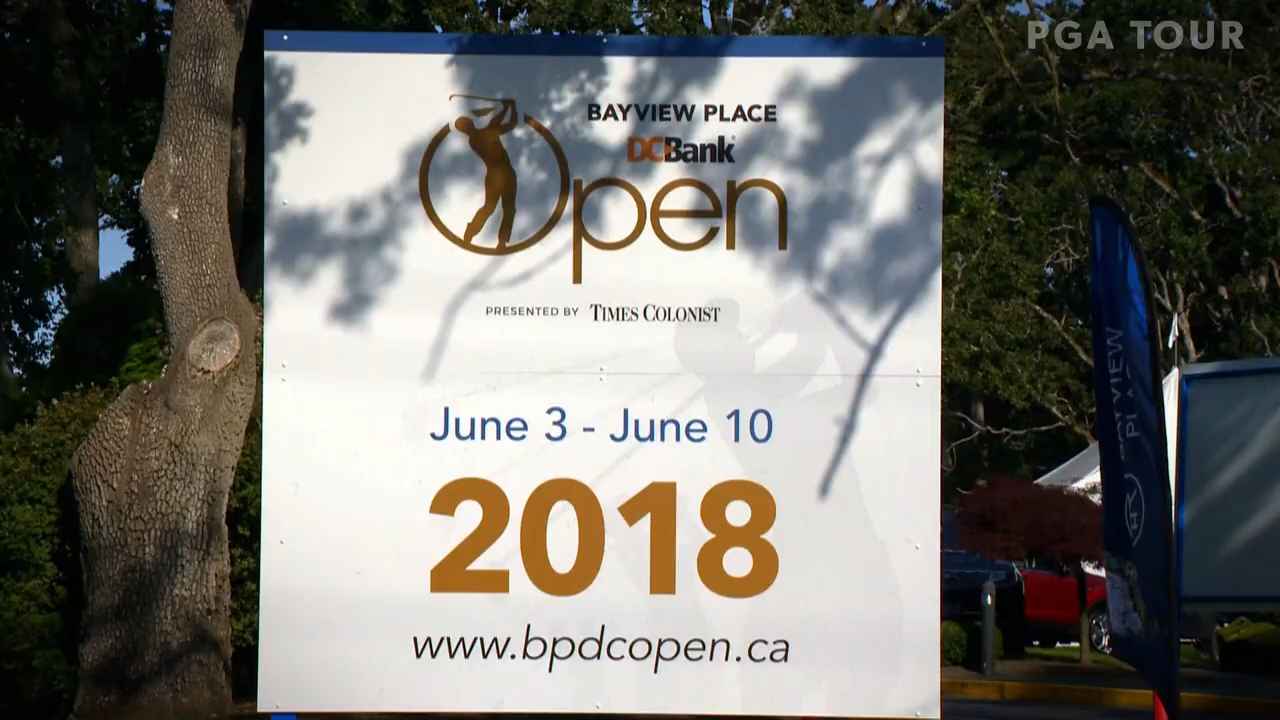 PGA TOUR
BAYVIEW PLACE
DCBank
Open
PRESENTED BY TIMES COLONIST
June 3 - June 10
2018
www.bpdcopen.ca
BAYVIEW